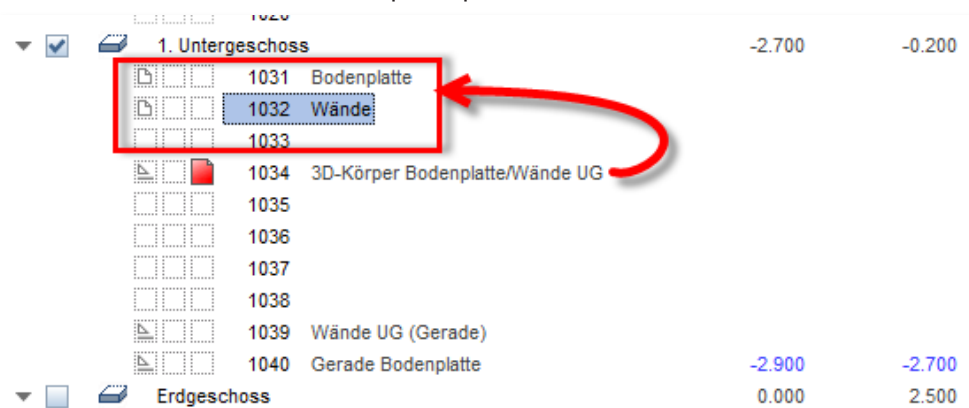 1. Untergeschoss -2.700 -0.200
1031 Bodenplatte
1032 Wände
1033
1034 3D-Körper Bodenplatte/Wände UG
1035
1036
1037
1038
1039 Wände UG (Gerade)
1040 Gerade Bodenplatte -2.900 -2.700
Erdgeschoss 0.000 2.500